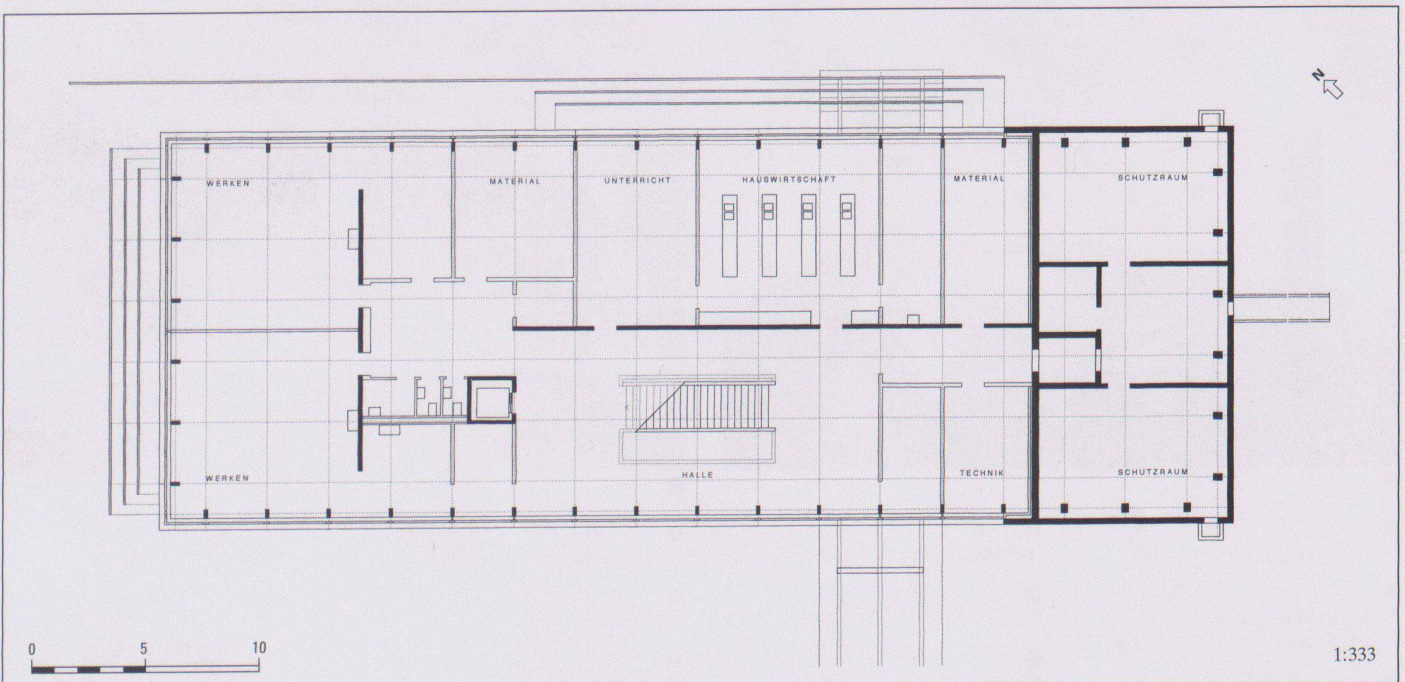 N
WERKEN
MATERIAL
UNTERRICHT
HAUSWIRTSCHAFT
MATERIAL
SCHUTZRAUM
WERKEN
HALLE
TECHNIK
SCHUTZRAUM
0 5 10
1:333